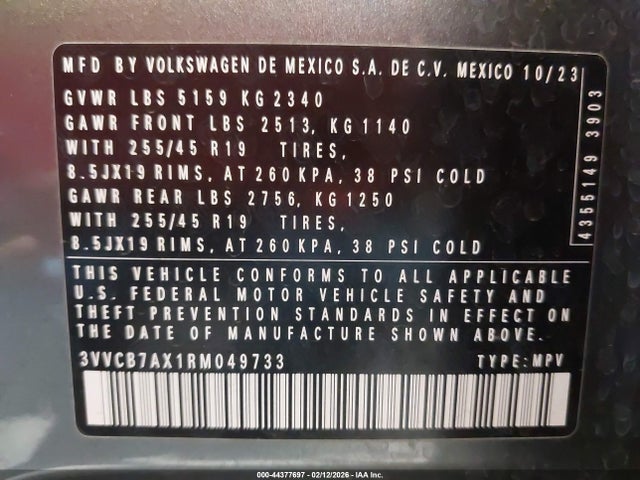 MFD BY VOLKSWAGEN DE MEXICO S.A. DE C.V. MEXICO 10/23
GVWR LBS 5159 KG 2340
GAWR FRONT LBS 2513, KG 1140
WITH 255/45 R19 TIRES,
8.5JX19 RIMS, AT 260 KPA, 38 PSI COLD
GAWR REAR LBS 2756, KG 1250
WITH 255/45 R19 TIRES,
8.5JX19 RIMS, AT 260 KPA, 38 PSI COLD
4355149 3903
THIS VEHICLE CONFORMS TO ALL APPLICABLE
U.S. FEDERAL MOTOR VEHICLE SAFETY AND
THEFT PREVENTION STANDARDS IN EFFECT ON
THE DATE OF MANUFACTURE SHOWN ABOVE.
3VVCB7AX1RM049733 TYPE: MPV
000-44377697 - 02/12/2026 - IAA Inc.